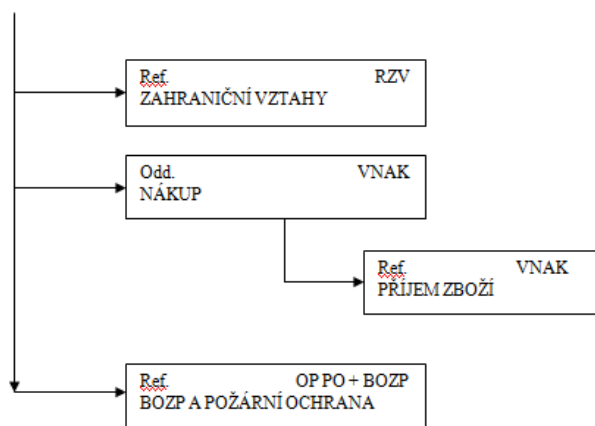 Ref. RZV
ZAHRANIČNÍ VZTAHY
Odd. VNAK
NÁKUP
Ref. VNAK
PŘÍJEM ZBOŽÍ
Ref. OP PO + BOZP
BOZP A POŽÁRNÍ OCHRANA